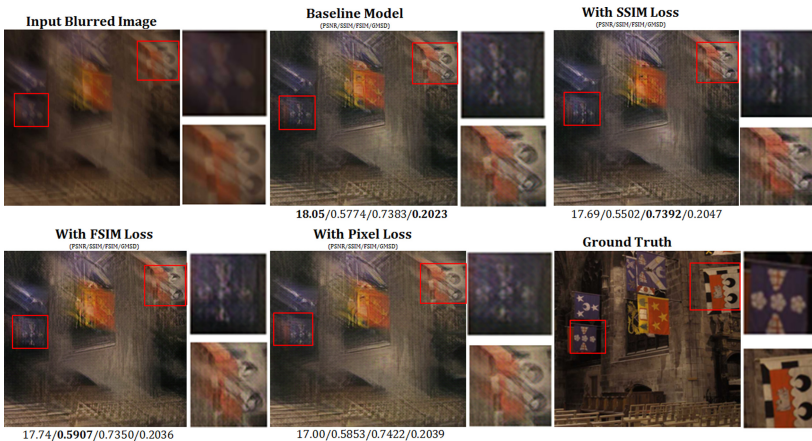 Input Blurred Image
Baseline Model
(PSNR/SSIM/FSIM/GMSD)
18.05/0.5774/0.7383/0.2023
With SSIM Loss
(PSNR/SSIM/FSIM/GMSD)
17.69/0.5502/0.7392/0.2047
With FSIM Loss
(PSNR/SSIM/FSIM/GMSD)
17.74/0.5907/0.7350/0.2036
With Pixel Loss
(PSNR/SSIM/FSIM/GMSD)
17.00/0.5853/0.7422/0.2039
Ground Truth